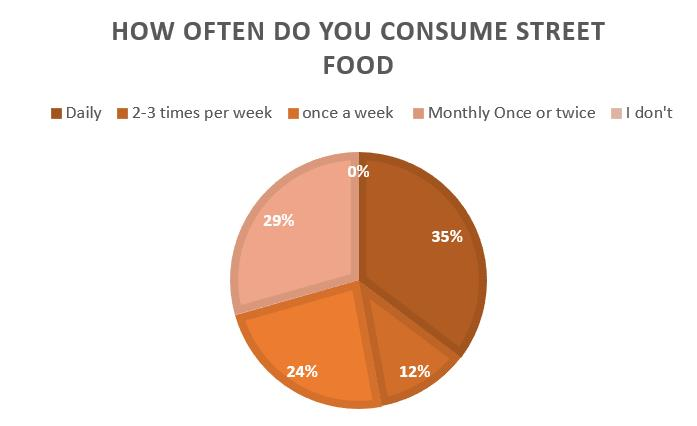 HOW OFTEN DO YOU CONSUME STREET
FOOD
Daily 2-3 times per week once a week Monthly Once or twice I don't
0%
29%
35%
24%
12%